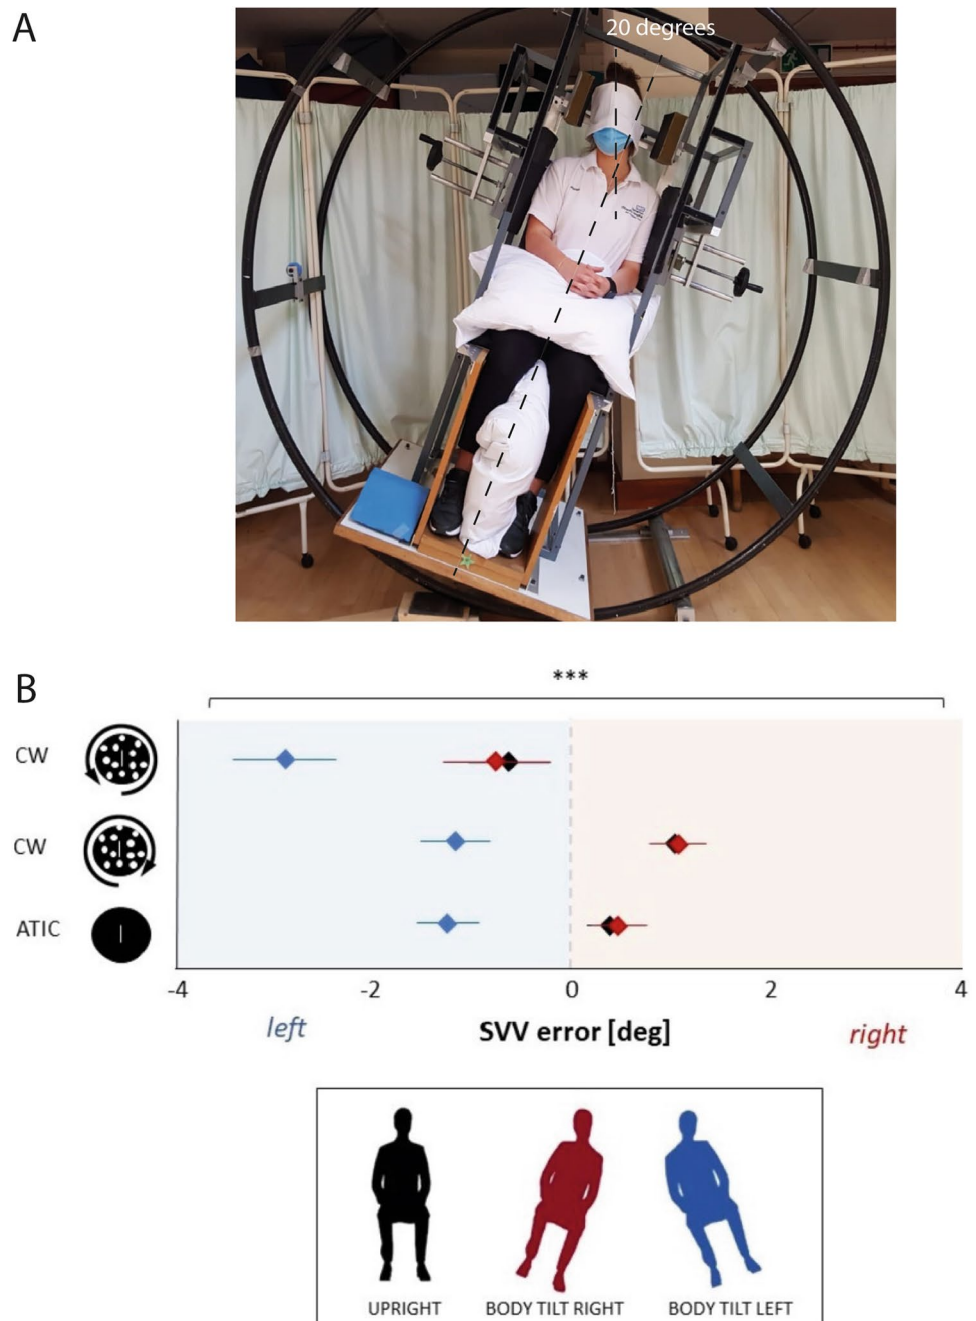 A
20 degrees
B
***
CW
CW
ATIC
-4 -2 0 2 4
left SVV error [deg] right
UPRIGHT BODY TILT RIGHT BODY TILT LEFT